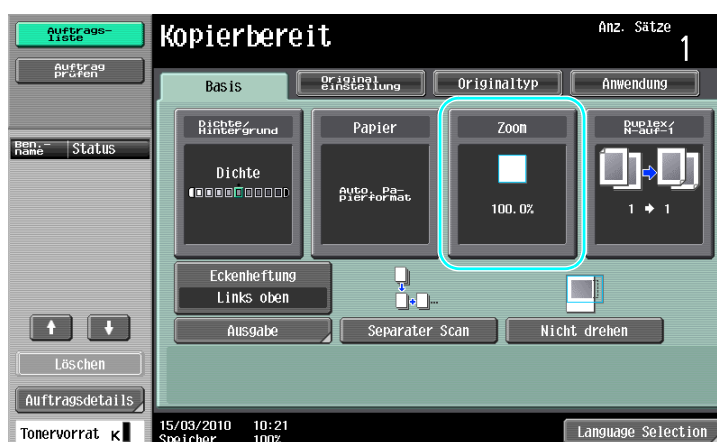 Auftrags-
liste
Auftrag
prüfen
Ben.-
name
Status
Löschen
Auftragsdetails
Tonervorrat K
Kopierbereit
Anz. Sätze
1
Basis
Original
einstellung
Originaltyp
Anwendung
Dichte/
Hintergrund
Dichte
Papier
Auto. Pa-
pierformat
Zoom
100.0%
Duplex/
N-auf-1
1 → 1
Eckenheftung
Links oben
Ausgabe
Separater Scan
Nicht drehen
15/03/2010 10:21
Speicher 100%
Language Selection